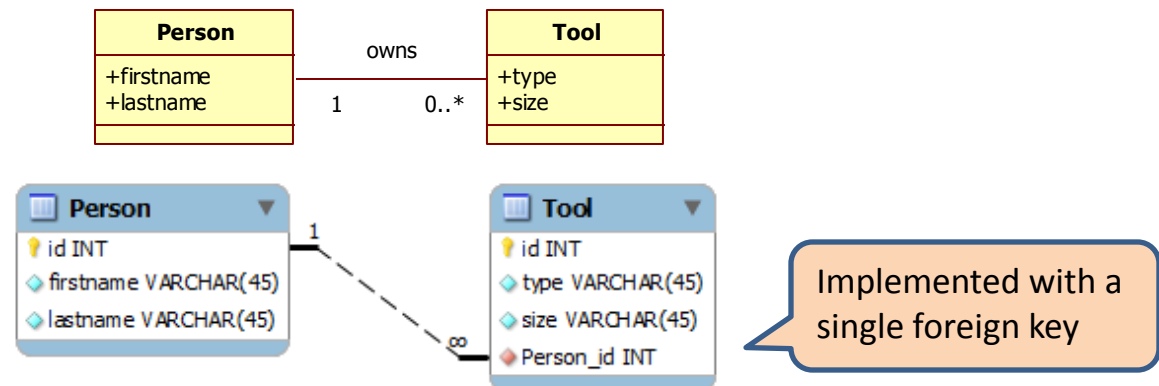 Person
+firstname
+lastname
owns
1
0..*
Tool
+type
+size
Person
id INT
firstname VARCHAR(45)
lastname VARCHAR(45)
1
∞
Tool
id INT
type VARCHAR(45)
size VARCHAR(45)
Person_id INT
Implemented with a
single foreign key